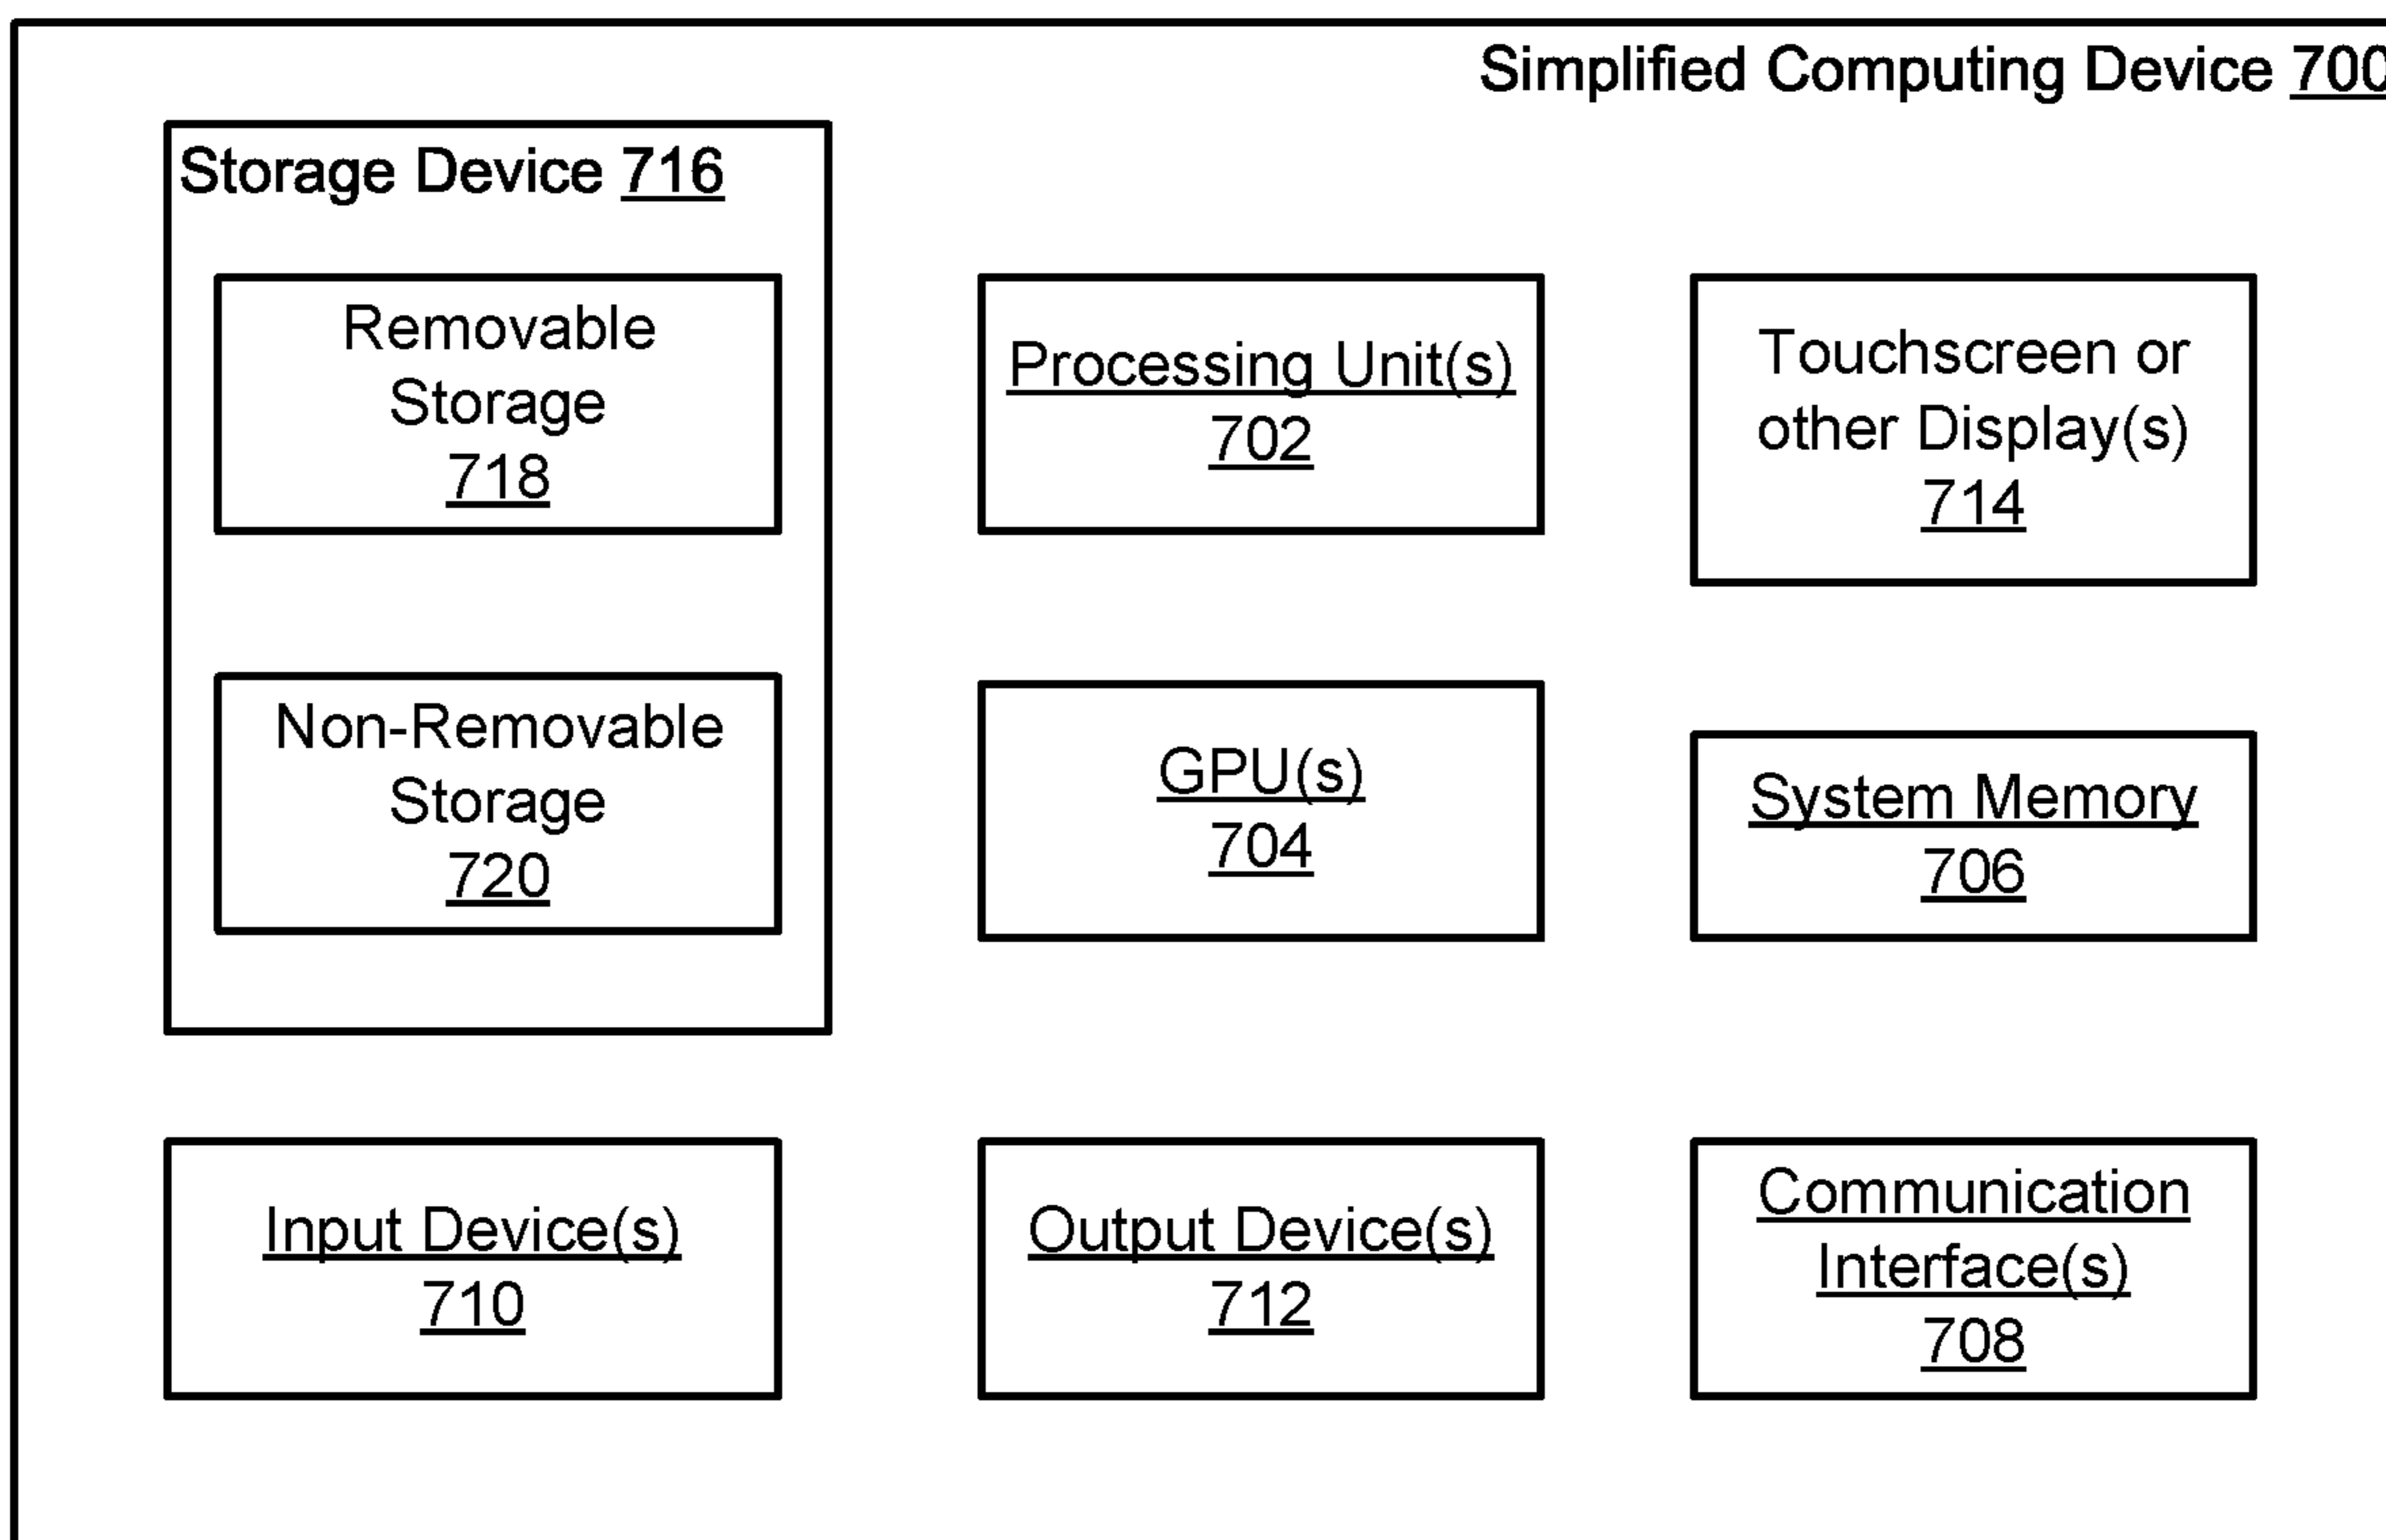 Simplified Computing Device 700
Storage Device 716
Removable
Storage
718
Processing Unit(s)
702
Touchscreen or
other Display(s)
714
Non-Removable
Storage
720
GPU(s)
704
System Memory
706
Input Device(s)
710
Output Device(s)
712
Communication
Interface(s)
708